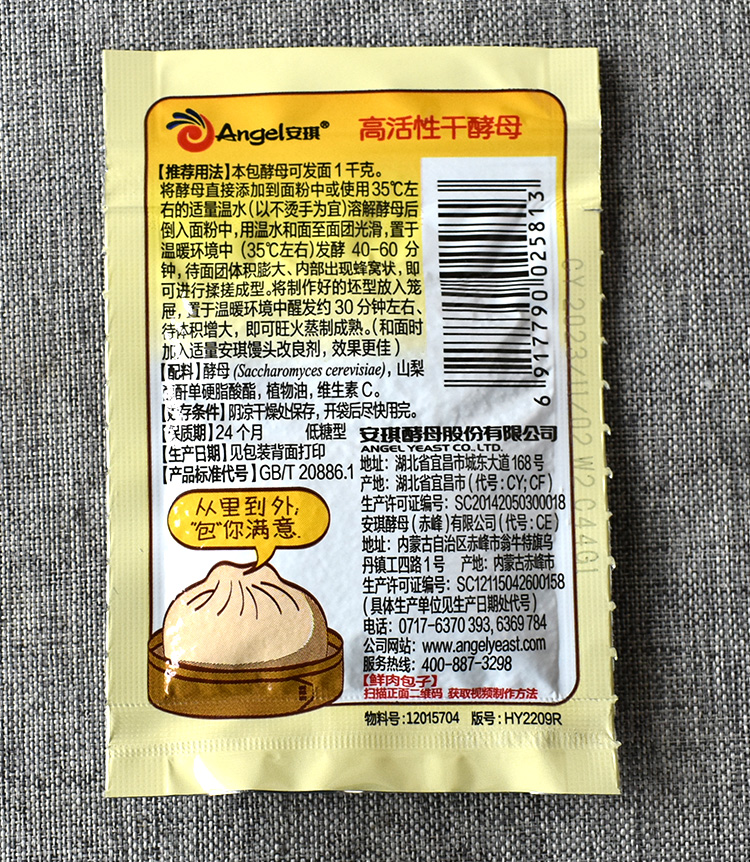 Angel安琪®
高活性干酵母
【推荐用法】本包酵母可发面1千克。
将酵母直接添加到面粉中或使用35℃左
右的适量温水(以不烫手为宜)溶解酵母后
倒入面粉中,用温水和面至面团光滑,置于
温暖环境中(35℃左右)发酵 40-60 分
钟,待面团体积膨大、内部出现蜂窝状,即
可进行揉搓成型。将制作好的坯型放入笼
屉,置于温暖环境中醒发约30分钟左右、
待体积增大,即可旺火蒸制成熟。(和面时
加入适量安琪馒头改良剂,效果更佳)
【配料】酵母(Saccharomyces cerevisiae),山梨
醇酐单硬脂酸酯,植物油,维生素C。
【贮存条件】阴凉干燥处保存,开袋后尽快用完。
【保质期】24个月 低糖型
【生产日期】见包装背面打印
【产品标准代号】GB/T 20886.1
6 917790 025813
CY 2023/11/02 W2 C44G1
从里到外,
"包"你满意.
安琪酵母股份有限公司
ANGEL YEAST CO., LTD.
地址:湖北省宜昌市城东大道168号
产地:湖北省宜昌市(代号:CY;CF)
生产许可证编号:SC20142050300018
安琪酵母(赤峰)有限公司(代号:CE)
地址:内蒙古自治区赤峰市翁牛特旗乌
丹镇工四路1号 产地:内蒙古赤峰市
生产许可证编号:SC12115042600158
(具体生产单位见生产日期处代号)
电话:0717-6370 393, 6369 784
公司网站:www.angelyeast.com
服务热线:400-887-3298
【鲜肉包子】
扫描正面二维码 获取视频制作方法
物料号:12015704 版号:HY2209R